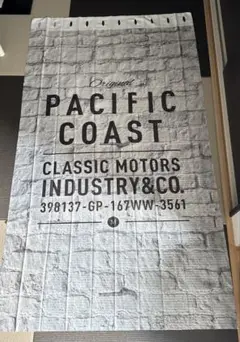 Original
PACIFIC
COAST
CLASSIC MOTORS
INDUSTRY&CO.
398137-GP-167WW-3561